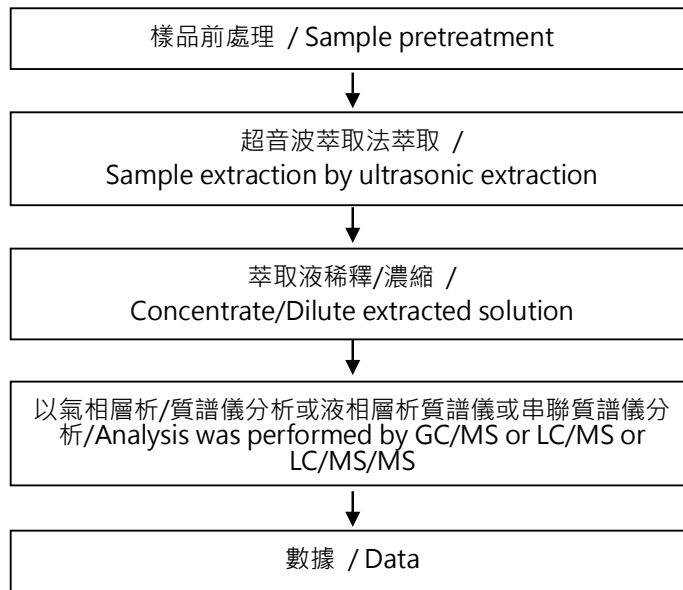 樣品前處理 / Sample pretreatment
超音波萃取法萃取 /
Sample extraction by ultrasonic extraction
萃取液稀釋/濃縮 /
Concentrate/Dilute extracted solution
以氣相層析/質譜儀分析或液相層析質譜儀或串聯質譜儀分
析/Analysis was performed by GC/MS or LC/MS or
LC/MS/MS
數據 / Data